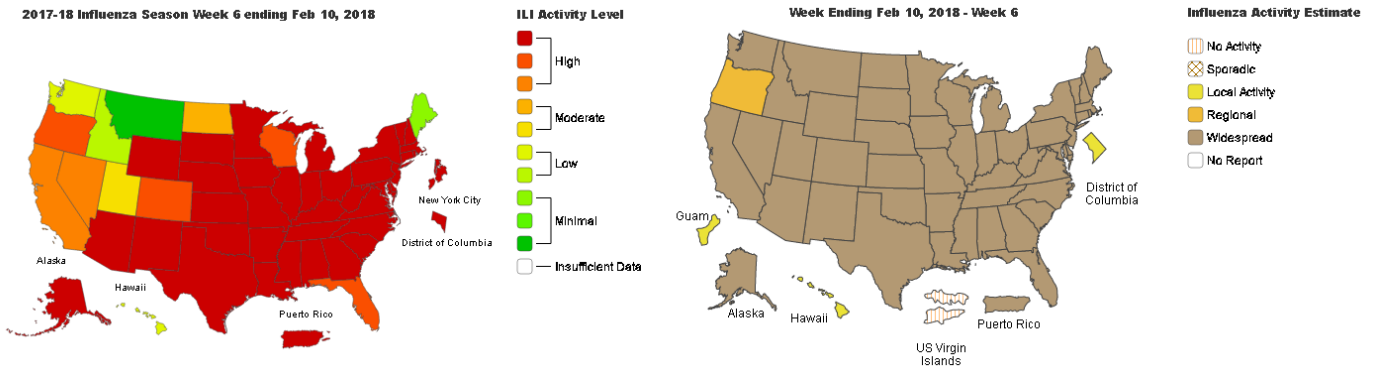 2017-18 Influenza Season Week 6 ending Feb 10, 2018
ILI Activity Level
High
Moderate
Low
Minimal
Insufficient Data
New York City
District of Columbia
Alaska
Hawaii
Puerto Rico
Week Ending Feb 10, 2018 - Week 6
Influenza Activity Estimate
No Activity
Sporadic
Local Activity
Regional
Widespread
No Report
District of
Columbia
Guam
Alaska
Hawaii
Puerto Rico
US Virgin
Islands